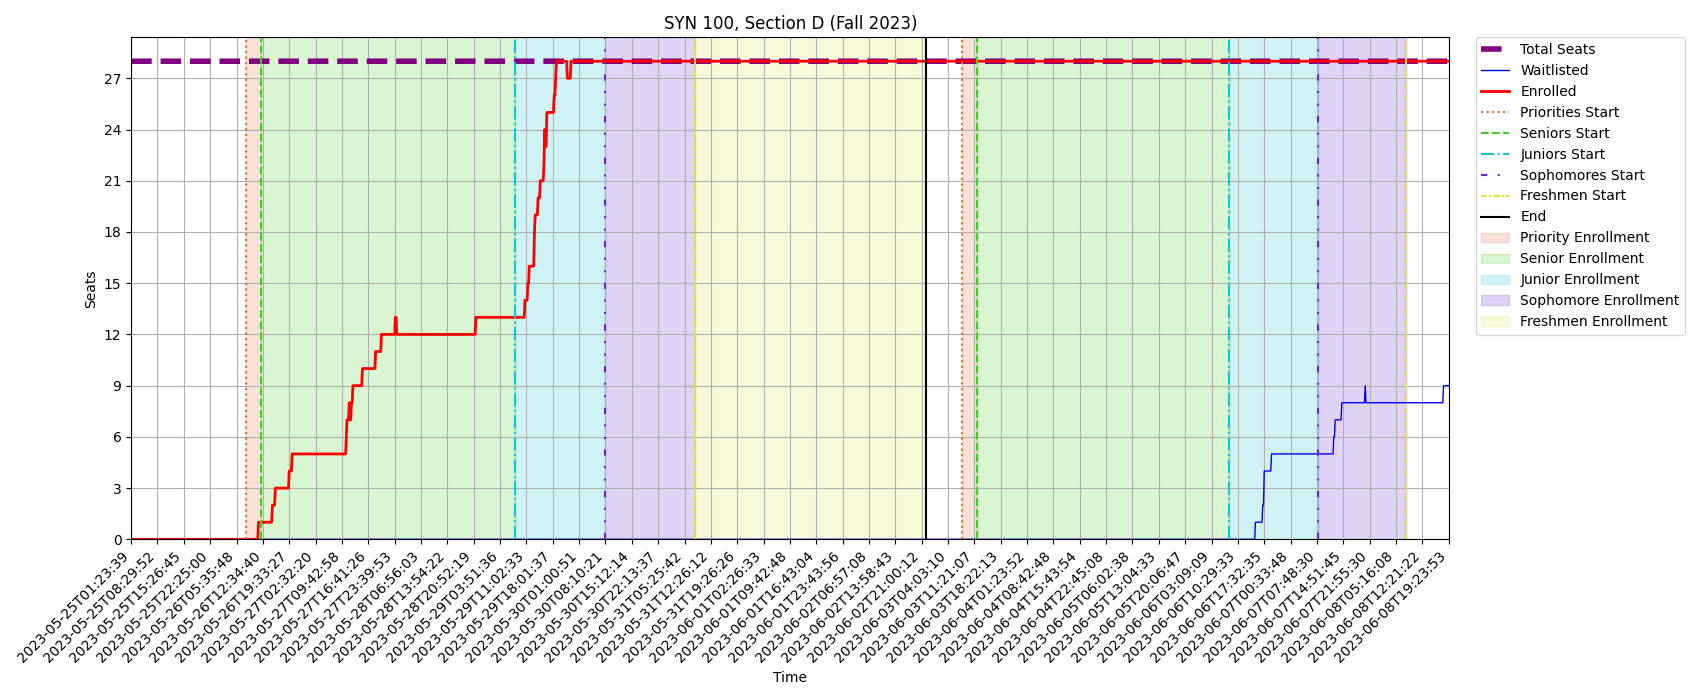 SYN 100, Section D (Fall 2023)
Seats
27
24
21
18
15
12
9
6
3
0
2023-05-25T01:23:39
2023-05-25T08:29:52
2023-05-25T15:26:45
2023-05-25T22:25:00
2023-05-26T05:35:48
2023-05-26T12:34:40
2023-05-26T19:33:27
2023-05-27T02:32:20
2023-05-27T09:42:58
2023-05-27T16:41:26
2023-05-27T23:39:53
2023-05-28T06:56:03
2023-05-28T13:54:22
2023-05-28T20:52:19
2023-05-29T03:51:36
2023-05-29T11:02:33
2023-05-29T18:01:37
2023-05-30T01:00:51
2023-05-30T08:10:21
2023-05-30T15:12:14
2023-05-30T22:13:37
2023-05-31T05:25:42
2023-05-31T12:26:12
2023-05-31T19:26:26
2023-06-01T02:26:33
2023-06-01T09:42:48
2023-06-01T16:43:04
2023-06-01T23:43:56
2023-06-02T06:57:08
2023-06-02T13:58:43
2023-06-02T21:00:12
2023-06-03T04:03:10
2023-06-03T11:21:07
2023-06-03T18:22:13
2023-06-04T01:23:52
2023-06-04T08:42:48
2023-06-04T15:43:54
2023-06-04T22:45:08
2023-06-05T06:02:38
2023-06-05T13:04:33
2023-06-05T20:06:47
2023-06-06T03:09:09
2023-06-06T10:29:33
2023-06-06T17:32:35
2023-06-07T00:33:48
2023-06-07T07:48:30
2023-06-07T14:51:45
2023-06-07T21:55:30
2023-06-08T05:16:09
2023-06-08T12:21:22
2023-06-08T19:23:53
Time
Total Seats
Waitlisted
Enrolled
Priorities Start
Seniors Start
Juniors Start
Sophomores Start
Freshmen Start
End
Priority Enrollment
Senior Enrollment
Junior Enrollment
Sophomore Enrollment
Freshmen Enrollment